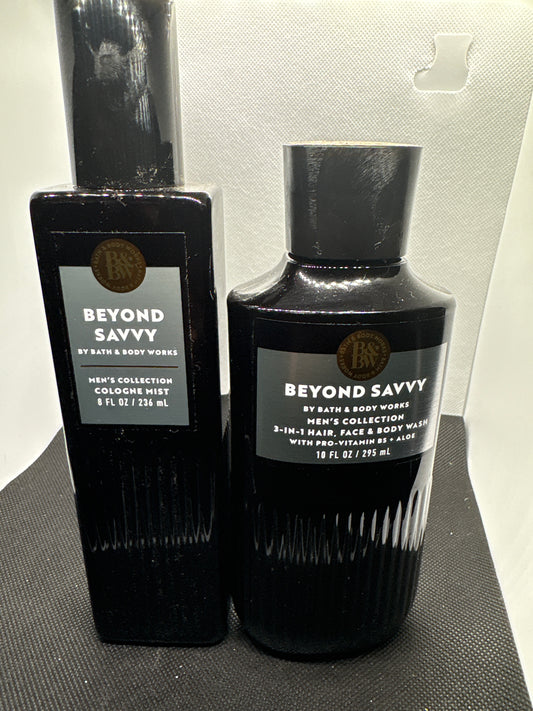 B&BW
BEYOND
SAVVY
BY BATH & BODY WORKS
MEN'S COLLECTION
COLOGNE MIST
8 FL OZ / 236 mL
B&BW
BEYOND SAVVY
BY BATH & BODY WORKS
MEN'S COLLECTION
3-IN-1 HAIR, FACE & BODY WASH
WITH PRO-VITAMIN B5 + ALOE
10 FL OZ / 295 mL